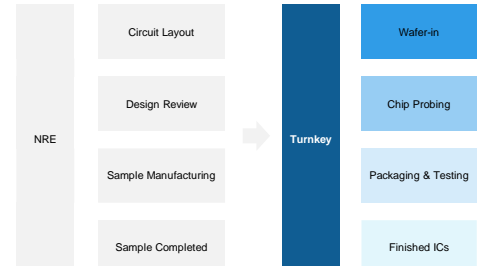 NRE
Circuit Layout
Design Review
Sample Manufacturing
Sample Completed
Turnkey
Wafer-in
Chip Probing
Packaging & Testing
Finished ICs